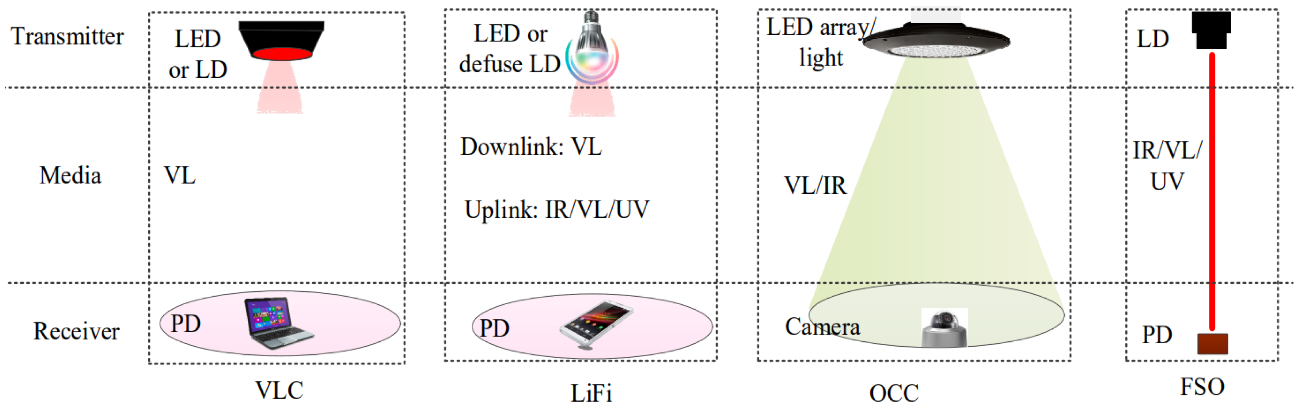 Transmitter
LED
or LD
LED or
defuse LD
LED array/
light
LD
Media
VL
Downlink: VL
Uplink: IR/VL/UV
VL/IR
IR/VL/
UV
Receiver
PD
PD
Camera
PD
VLC
LiFi
OCC
FSO